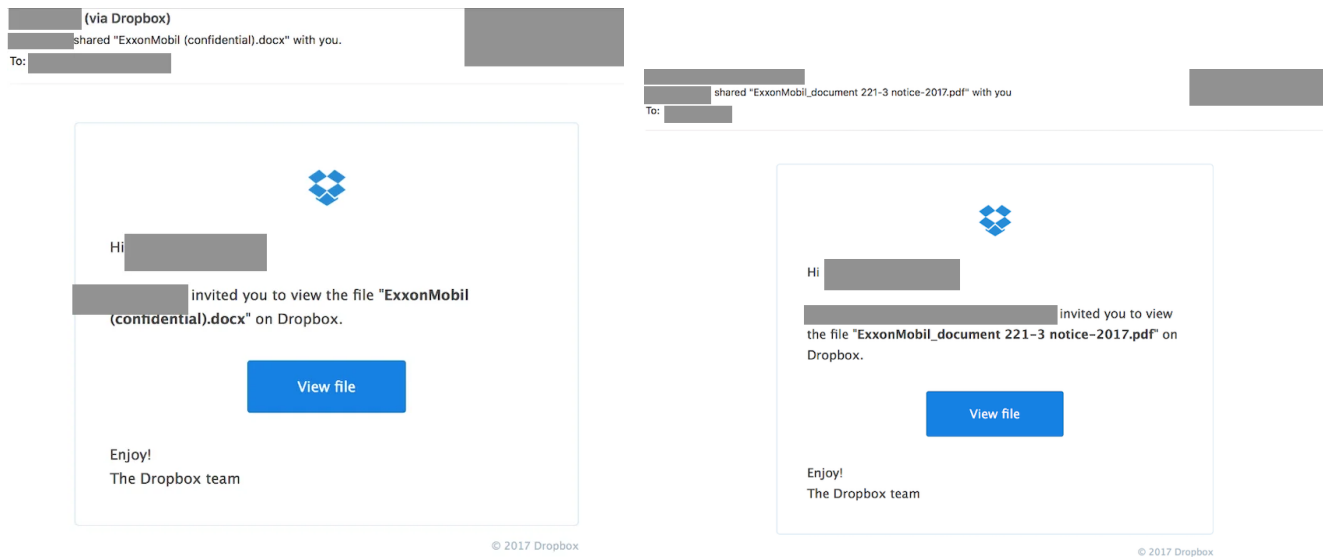 (via Dropbox)
shared "ExxonMobil (confidential).docx" with you.
To:
Hi
invited you to view the file "ExxonMobil
(confidential).docx" on Dropbox.
View file
Enjoy!
The Dropbox team
© 2017 Dropbox
shared "ExxonMobil_document 221-3 notice-2017.pdf" with you
To:
Hi
invited you to view
the file "ExxonMobil_document 221-3 notice-2017.pdf" on
Dropbox.
View file
Enjoy!
The Dropbox team
© 2017 Dropbox